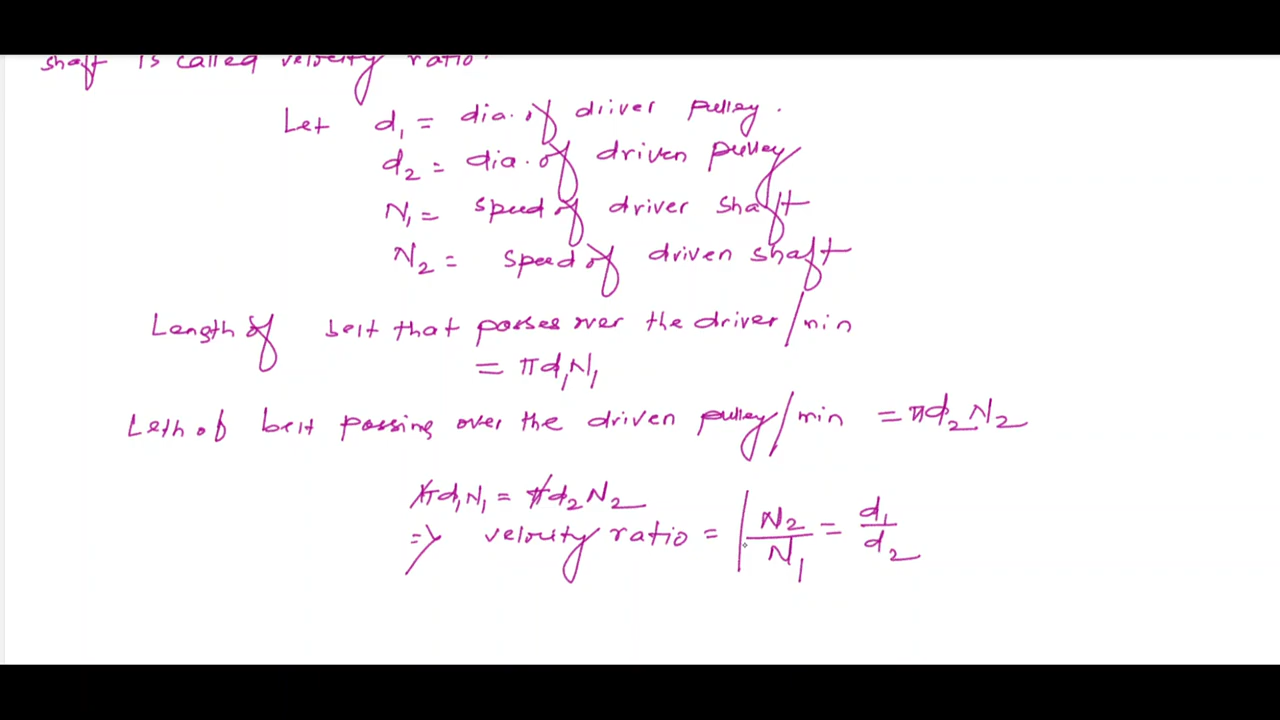 shaft is called velocity ratio.
Let d₁ = dia. of driver pulley.
d₂ = dia. of driven pulley
N₁ = speed of driver shaft
N₂ = speed of driven shaft
Length of belt that passes over the driver/min
= πd₁N₁
Leth of belt passing over the driven pulley/min = πd₂N₂
πd₁N₁ = πd₂N₂
⇒ velocity ratio = | N₂/N₁ = d₁/d₂